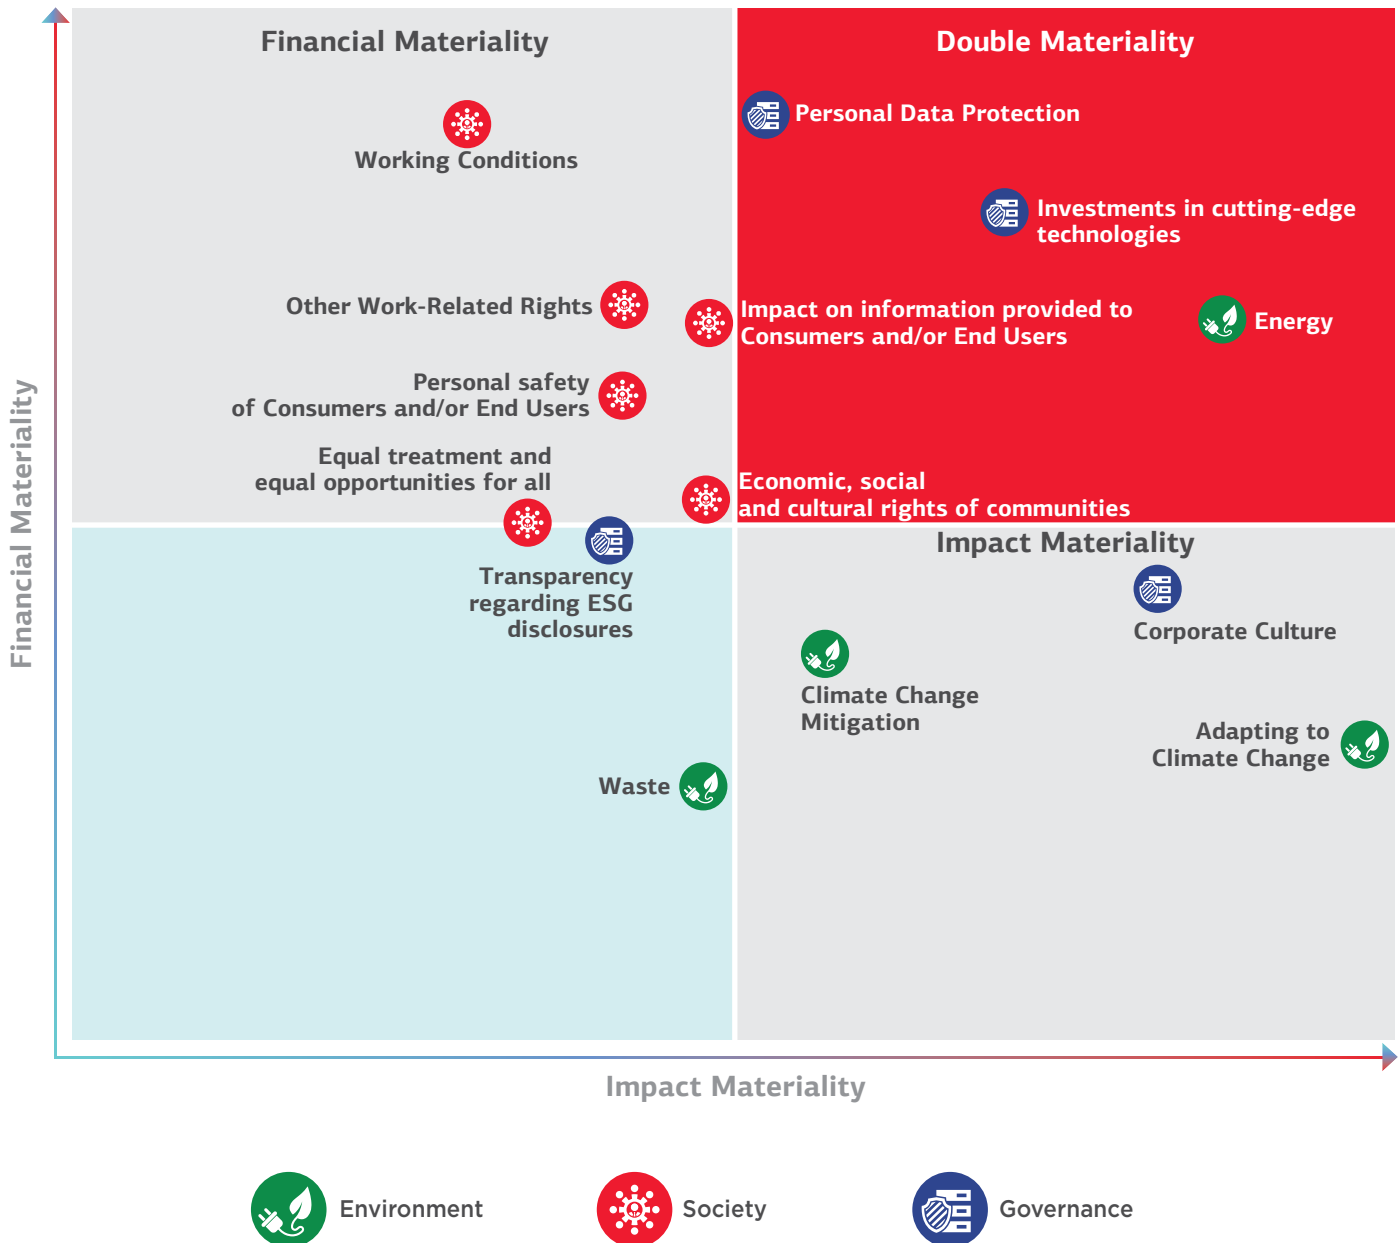 Financial Materiality
Double Materiality
Personal Data Protection
Working Conditions
Investments in cutting-edge
technologies
Other Work-Related Rights
Impact on information provided to
Consumers and/or End Users
Energy
Personal safety
of Consumers and/or End Users
Equal treatment and
equal opportunities for all
Economic, social
and cultural rights of communities
Financial Materiality
Impact Materiality
Transparency
regarding ESG
disclosures
Corporate Culture
Climate Change
Mitigation
Adapting to
Climate Change
Waste
Impact Materiality
Environment
Society
Governance